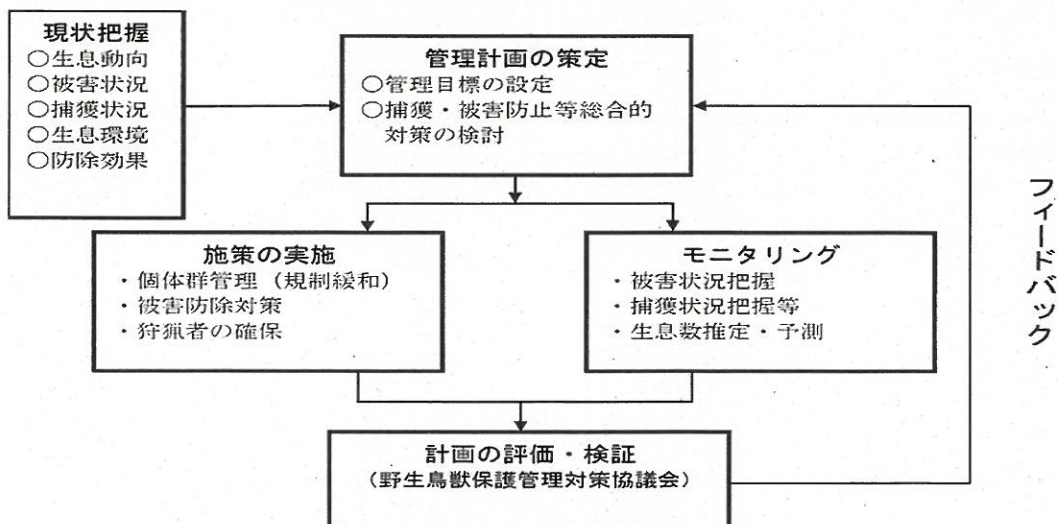 現状把握
○生息動向
○被害状況
○捕獲状況
○生息環境
○防除効果
管理計画の策定
○管理目標の設定
○捕獲・被害防止等総合的
対策の検討
施策の実施
・個体群管理（規制緩和）
・被害防除対策
・狩猟者の確保
モニタリング
・被害状況把握
・捕獲状況把握等
・生息数推定・予測
フィードバック
計画の評価・検証
（野生鳥獣保護管理対策協議会）